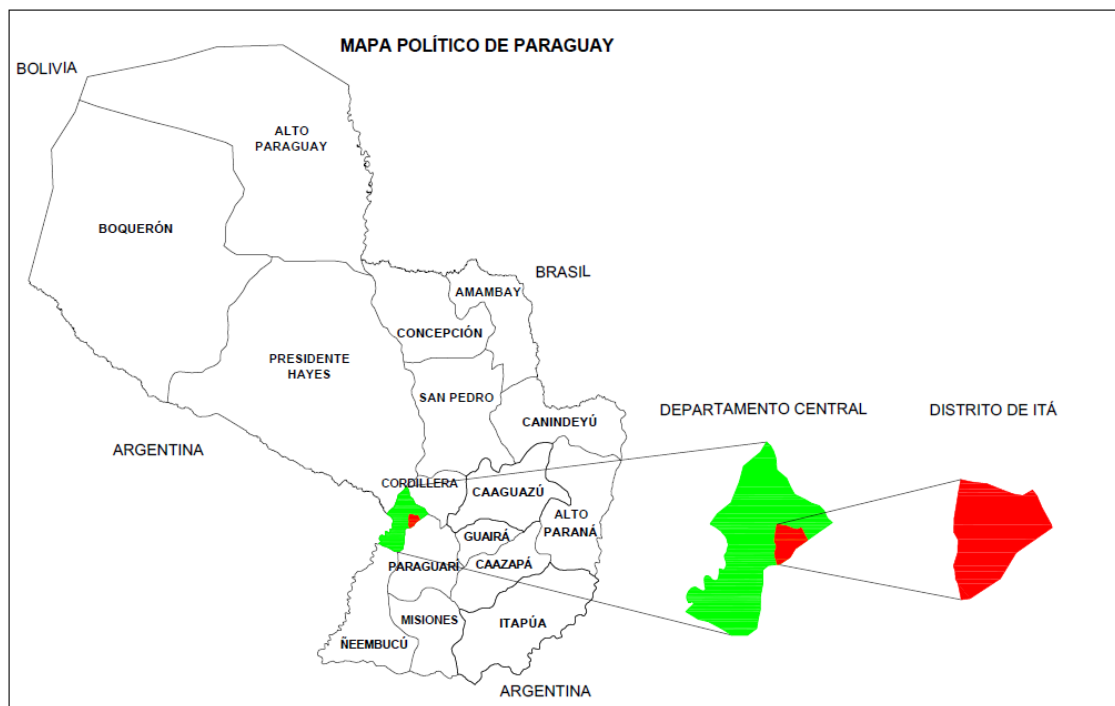 MAPA POLÍTICO DE PARAGUAY
BOLIVIA
ALTO
PARAGUAY
BOQUERÓN
BRASIL
AMAMBAY
CONCEPCIÓN
PRESIDENTE
HAYES
SAN PEDRO
CANINDEYÚ
DEPARTAMENTO CENTRAL
DISTRITO DE ITÁ
ARGENTINA
CORDILLERA
CAAGUAZÚ
ALTO
PARANÁ
GUAIRÁ
CAAZAPÁ
PARAGUARÍ
MISIONES
ITAPÚA
ÑEEMBUCÚ
ARGENTINA